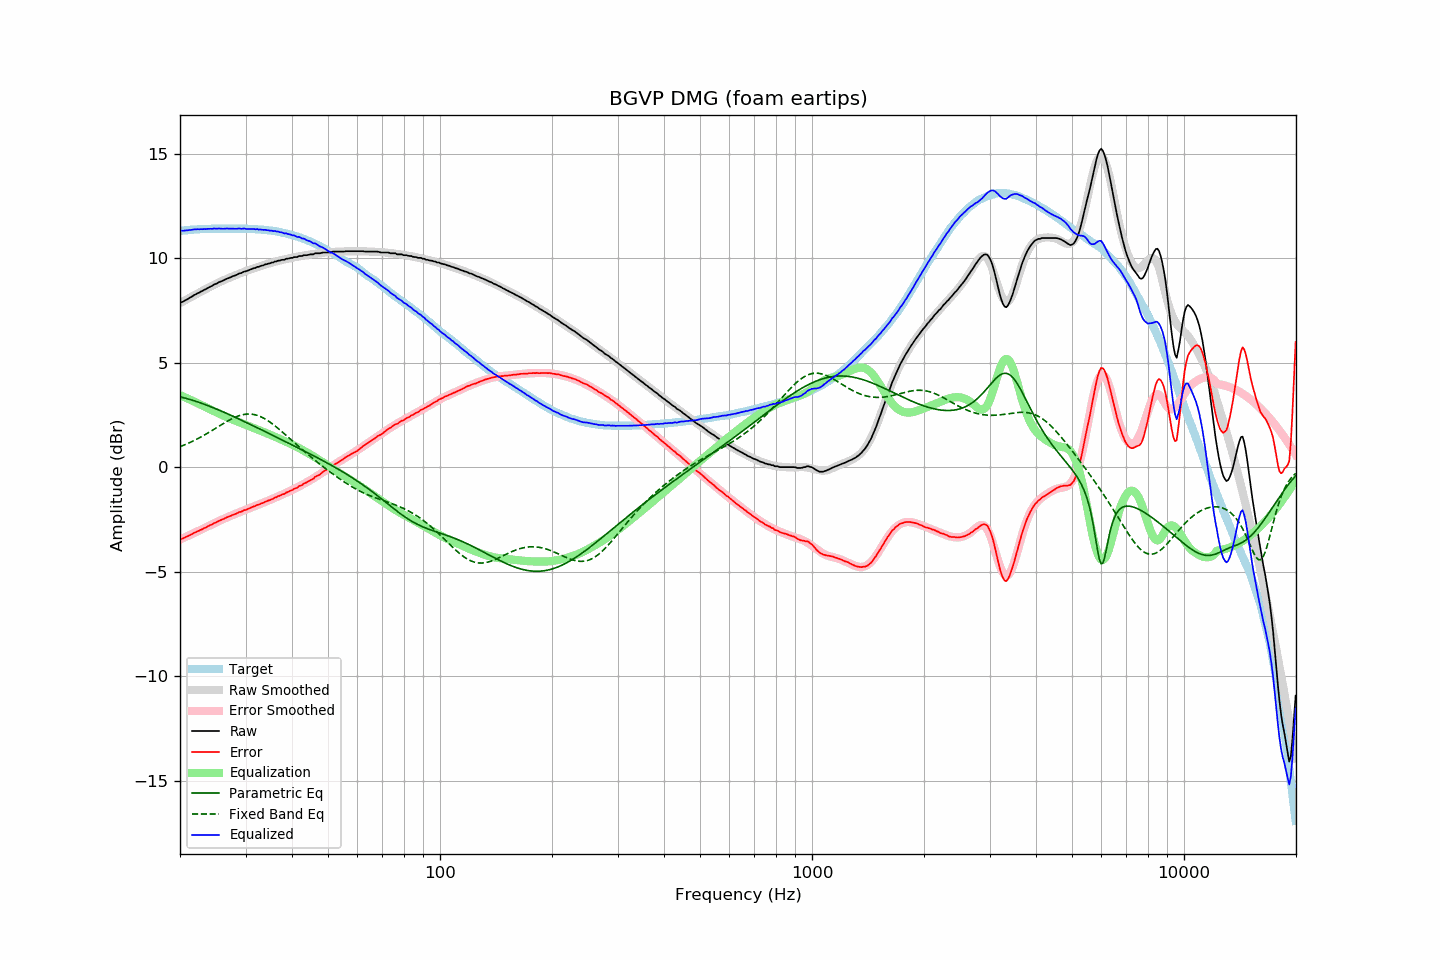 BGVP DMG (foam eartips)
15
10
5
0
−5
−10
−15
Amplitude (dBr)
Target
Raw Smoothed
Error Smoothed
Raw
Error
Equalization
Parametric Eq
Fixed Band Eq
Equalized
100
1000
10000
Frequency (Hz)